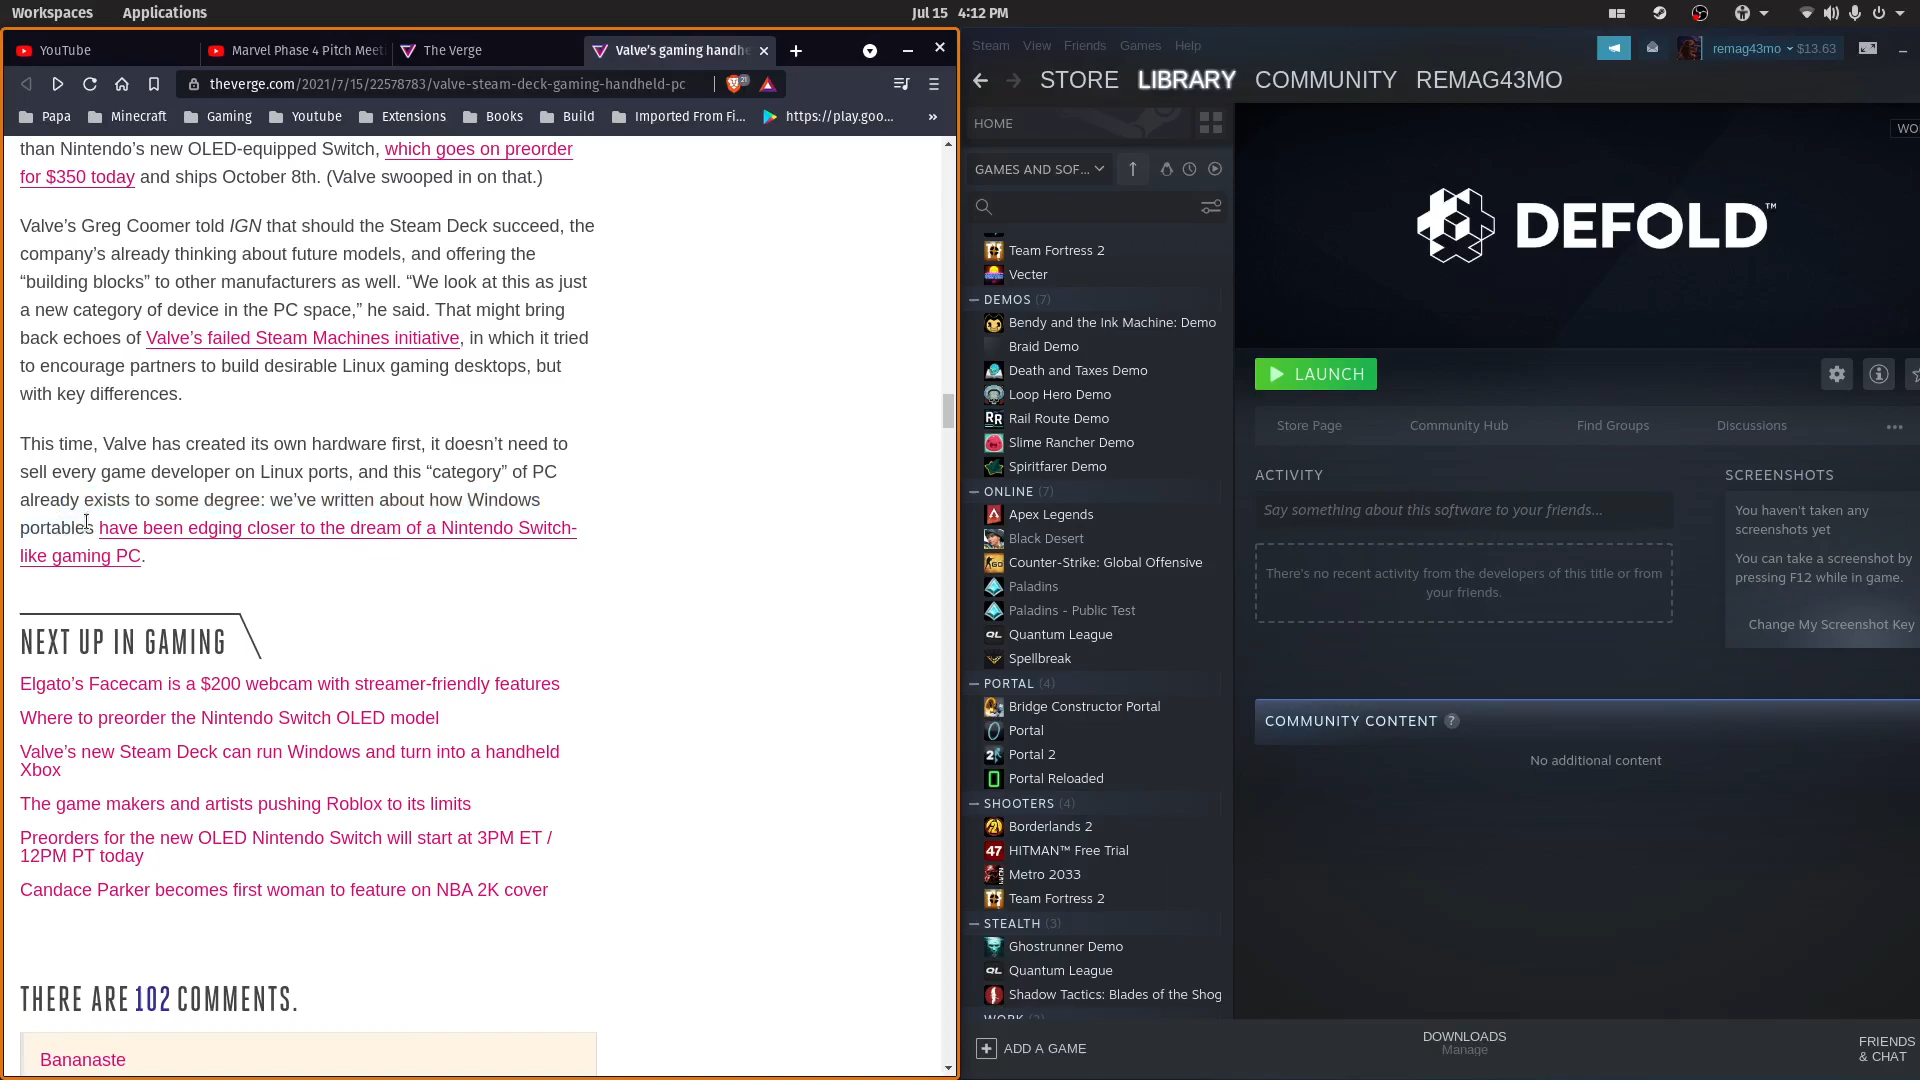 Workspaces
Applications
Jul 15 4:12 PM
YouTube
Marvel Phase 4 Pitch Meeti
The Verge
Valve's gaming handhe
theverge.com/2021/7/15/22578783/valve-steam-deck-gaming-handheld-pc
21
Papa
Minecraft
Gaming
Youtube
Extensions
Books
Build
Imported From Fi...
https://play.goo...
»
than Nintendo's new OLED-equipped Switch, which goes on preorder
for $350 today and ships October 8th. (Valve swooped in on that.)
Valve's Greg Coomer told IGN that should the Steam Deck succeed, the
company's already thinking about future models, and offering the
“building blocks” to other manufacturers as well. “We look at this as just
a new category of device in the PC space,” he said. That might bring
back echoes of Valve's failed Steam Machines initiative, in which it tried
to encourage partners to build desirable Linux gaming desktops, but
with key differences.
This time, Valve has created its own hardware first, it doesn't need to
sell every game developer on Linux ports, and this “category” of PC
already exists to some degree: we've written about how Windows
portables have been edging closer to the dream of a Nintendo Switch-
like gaming PC.
NEXT UP IN GAMING
Elgato's Facecam is a $200 webcam with streamer-friendly features
Where to preorder the Nintendo Switch OLED model
Valve's new Steam Deck can run Windows and turn into a handheld
Xbox
The game makers and artists pushing Roblox to its limits
Preorders for the new OLED Nintendo Switch will start at 3PM ET /
12PM PT today
Candace Parker becomes first woman to feature on NBA 2K cover
THERE ARE 102 COMMENTS.
Bananaste
Steam
View
Friends
Games
Help
remag43mo
$13.63
STORE
LIBRARY
COMMUNITY
REMAG43MO
HOME
GAMES AND SOF...
Team Fortress 2
Vecter
DEMOS (7)
Bendy and the Ink Machine: Demo
Braid Demo
Death and Taxes Demo
Loop Hero Demo
RR Rail Route Demo
Slime Rancher Demo
Spiritfarer Demo
ONLINE (7)
Apex Legends
Black Desert
GO Counter-Strike: Global Offensive
Paladins
Paladins - Public Test
QL Quantum League
Spellbreak
PORTAL (4)
Bridge Constructor Portal
Portal
2 Portal 2
Portal Reloaded
SHOOTERS (4)
Borderlands 2
47 HITMAN™ Free Trial
Metro 2033
Team Fortress 2
STEALTH (3)
Ghostrunner Demo
QL Quantum League
Shadow Tactics: Blades of the Shog
WORK (2)
ADD A GAME
WO
DEFOLD™
LAUNCH
Store Page
Community Hub
Find Groups
Discussions
ACTIVITY
Say something about this software to your friends...
There's no recent activity from the developers of this title or from
your friends.
SCREENSHOTS
You haven't taken any
screenshots yet
You can take a screenshot by
pressing F12 while in game.
Change My Screenshot Key
COMMUNITY CONTENT ?
No additional content
DOWNLOADS
Manage
FRIENDS
& CHAT